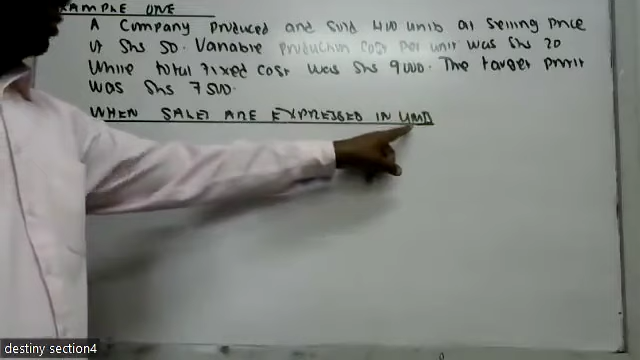 EXAMPLE ONE
A Company Produced and Sold 400 units at Selling Price
of Shs 50. Variable Production Cost Per unit was Shs 20
While total Fixed Cost was Shs 9000. The target profit
was Shs 7500.
WHEN SALES ARE EXPRESSED IN UNITS
destiny section4